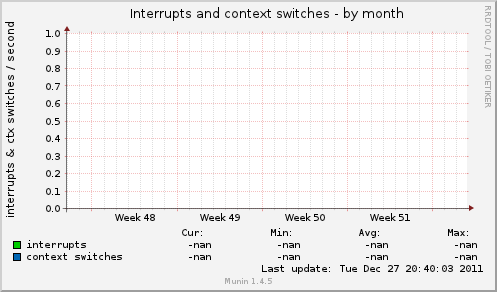 Interrupts and context switches - by month
RRDTOOL / TOBI OETIKER
interrupts & ctx switches / second
1.0
0.9
0.8
0.7
0.6
0.5
0.4
0.3
0.2
0.1
0.0
Week 48 Week 49 Week 50 Week 51
Cur: Min: Avg: Max:
interrupts -nan -nan -nan -nan
context switches -nan -nan -nan -nan
Last update: Tue Dec 27 20:40:03 2011
Munin 1.4.5